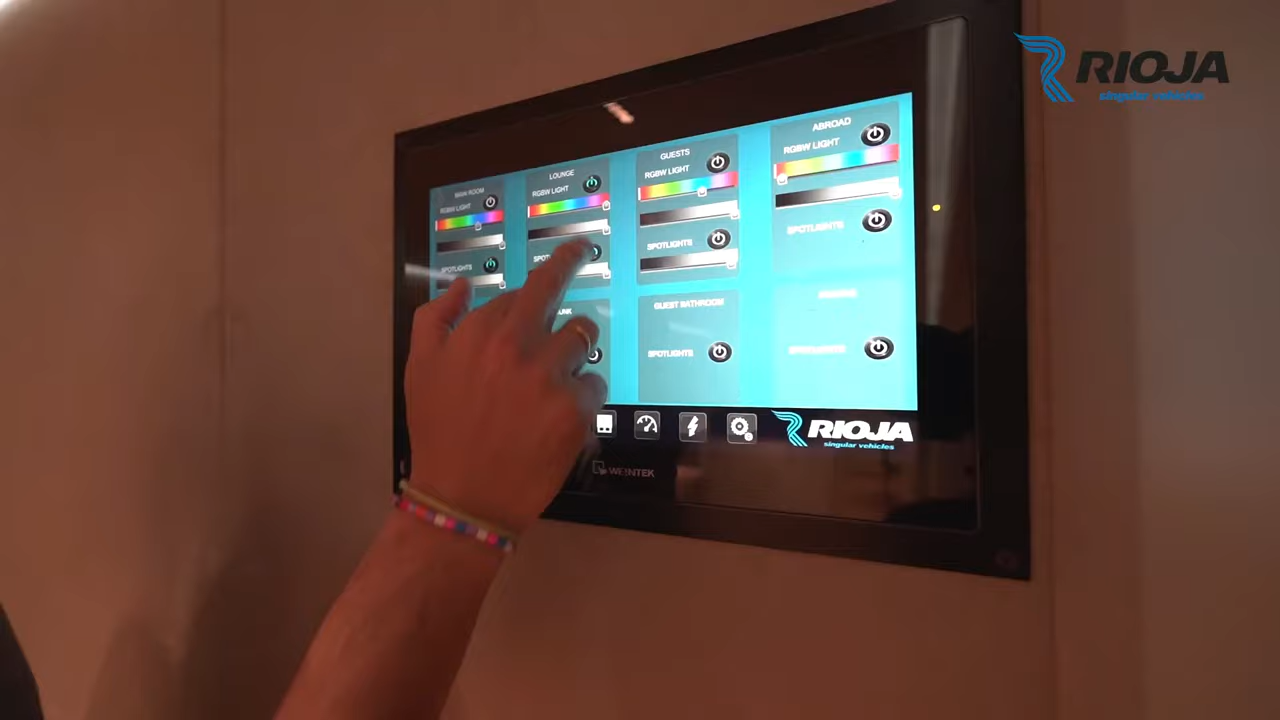 RIOJA
singular vehicles
MAIN ROOM
RGBW LIGHT
SPOTLIGHTS
LOUNGE
RGBW LIGHT
GUESTS
RGBW LIGHT
SPOTLIGHTS
ABROAD
RGBW LIGHT
SPOTLIGHTS
GUEST BATHROOM
SPOTLIGHTS
SPOTLIGHTS
RIOJA
singular vehicles
WEINTEK